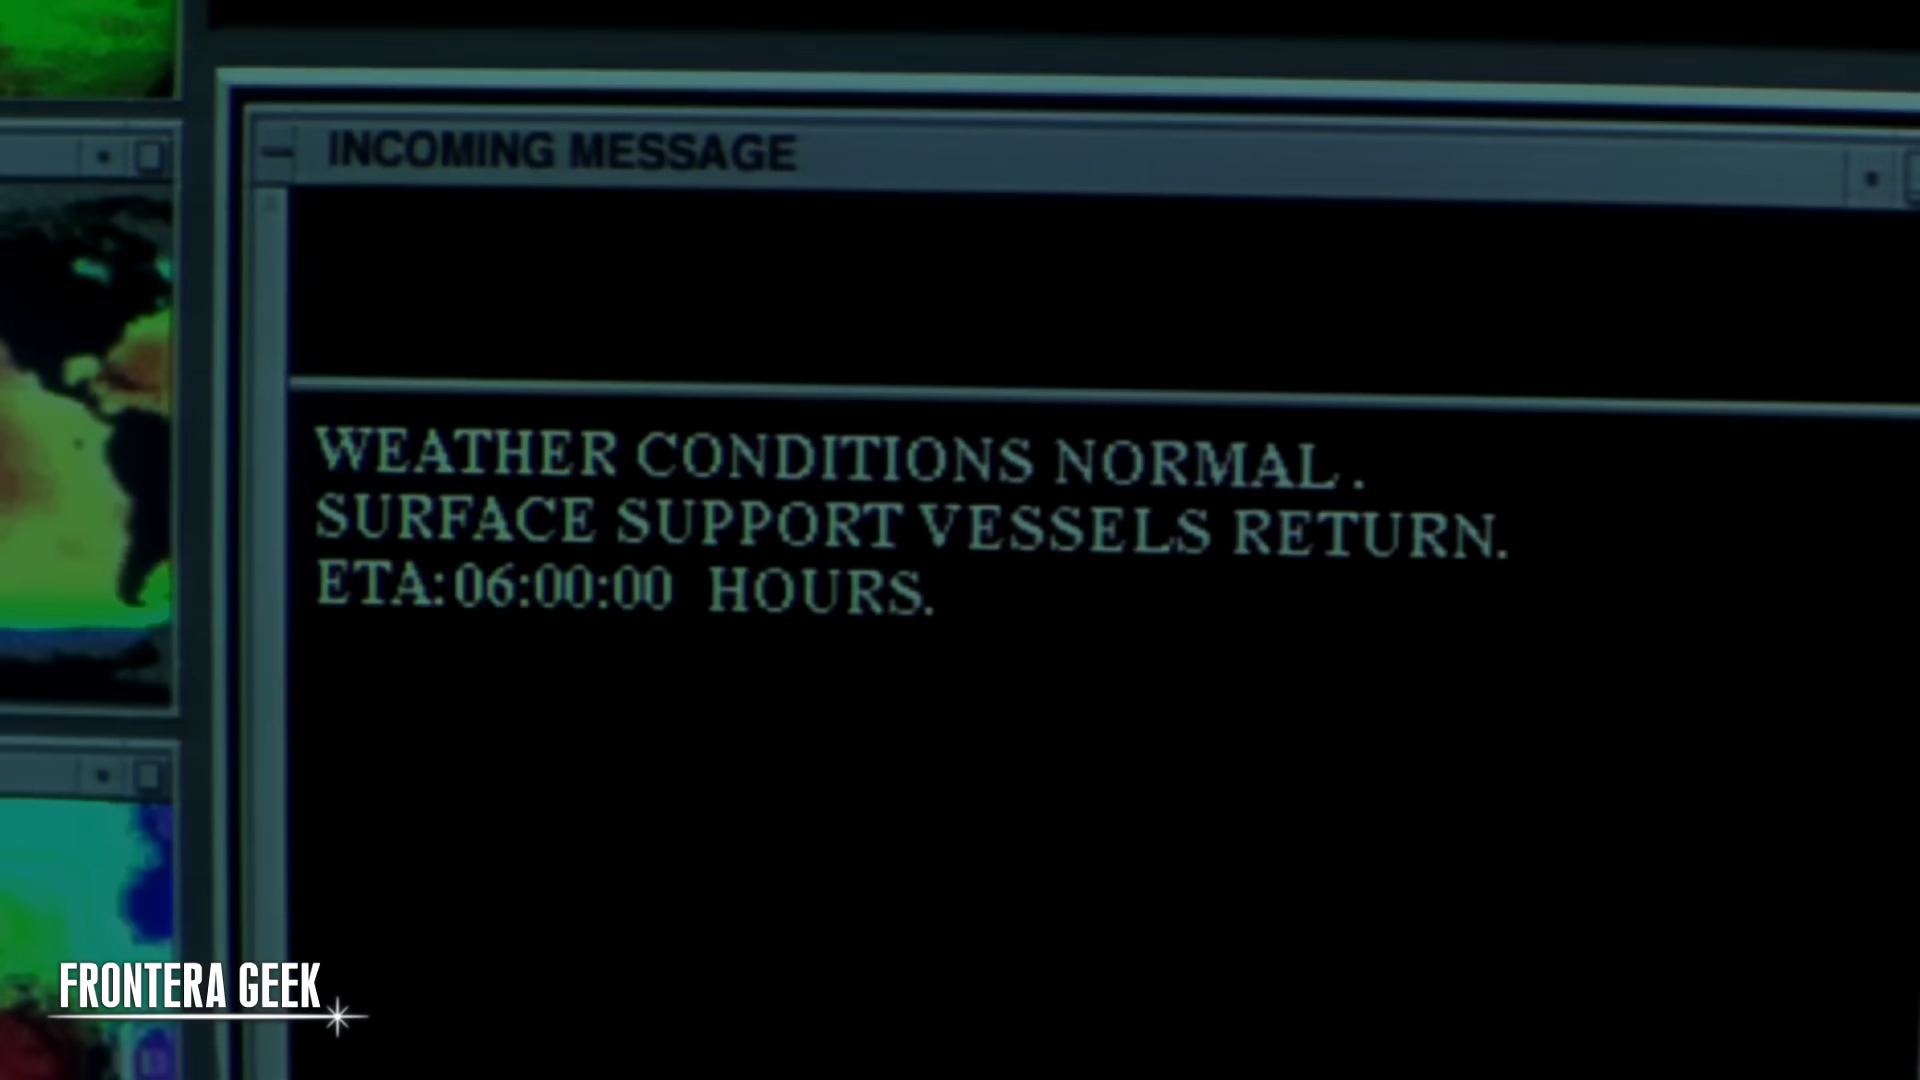 INCOMING MESSAGE
WEATHER CONDITIONS NORMAL .
SURFACE SUPPORT VESSELS RETURN.
ETA:06:00:00 HOURS.
FRONTERA GEEK